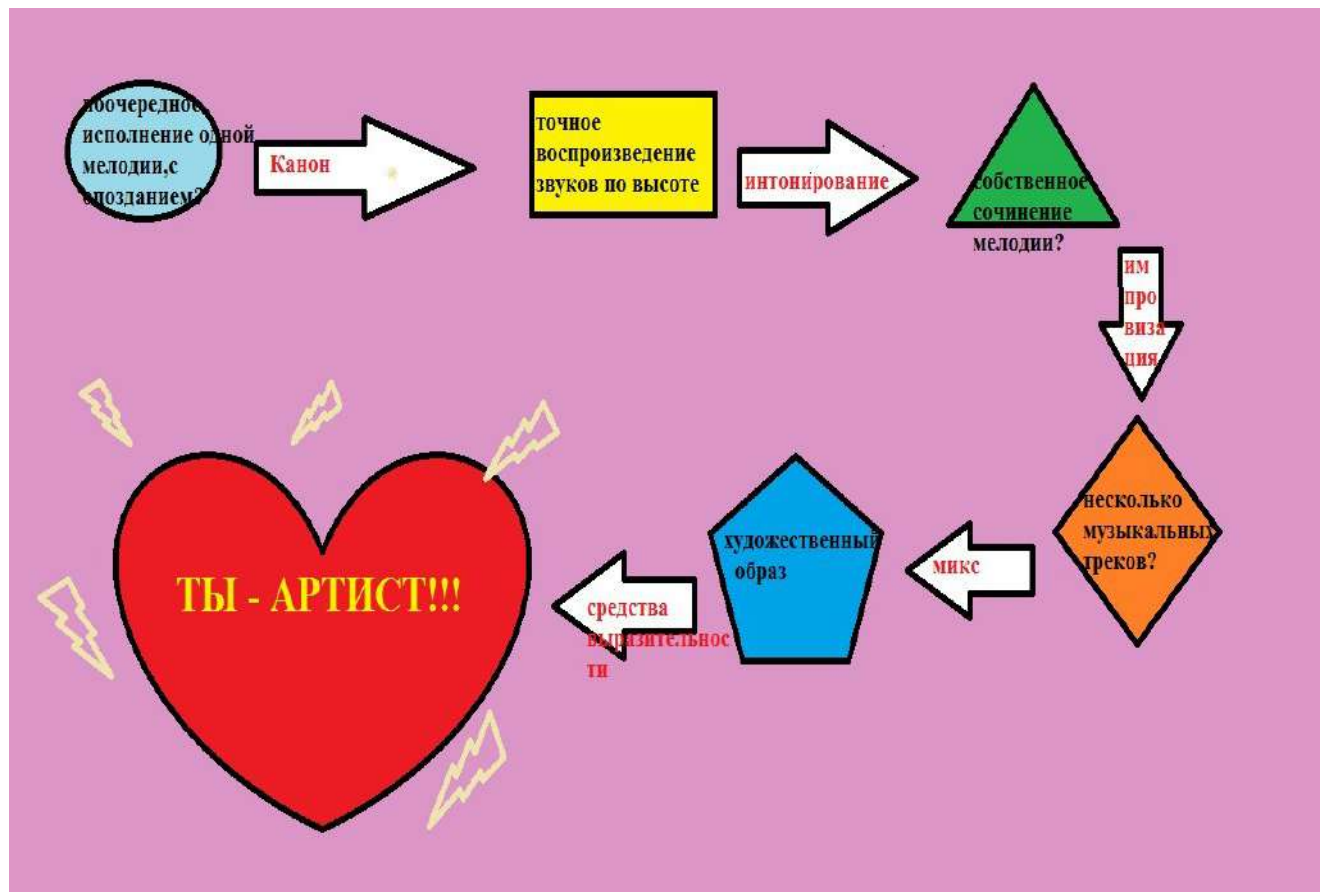 поочередное
исполнение одной
мелодии,с
опозданием?
Канон
точное
воспроизведение
звуков по высоте
интонирование
собственное
сочинение
мелодии?
им
про
виза
ция
несколько
музыкальных
треков?
микс
художественный
образ
средства
выразительнос
ти
ТЫ - АРТИСТ!!!